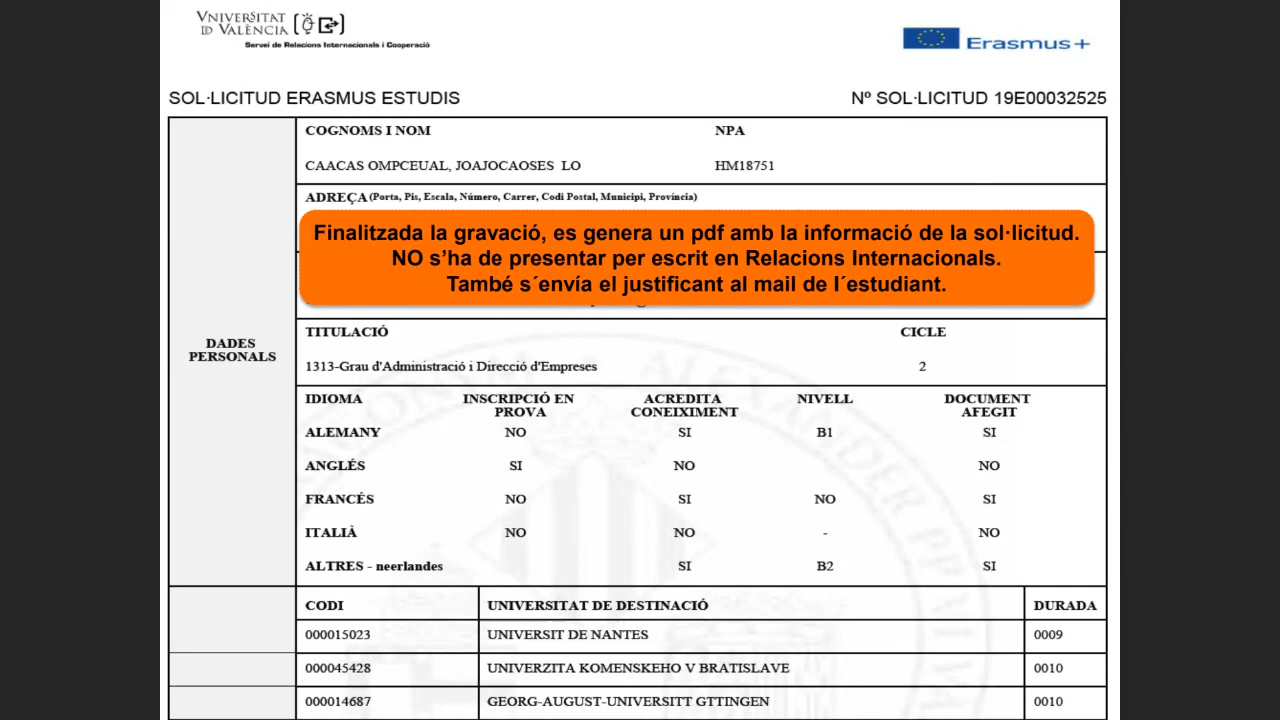 VNIVERSITAT
D VALÈNCIA
Servei de Relacions Internacionals i Cooperació
Erasmus+
SOL·LICITUD ERASMUS ESTUDIS Nº SOL·LICITUD 19E00032525
COGNOMS I NOM NPA
CAACAS OMPCEUAL, JOAJOCAOSES LO HM18751
ADREÇA (Porta, Pis, Escala, Número, Carrer, Codi Postal, Municipi, Província)
Finalitzada la gravació, es genera un pdf amb la informació de la sol·licitud.
NO s'ha de presentar per escrit en Relacions Internacionals.
També s´envía el justificant al mail de l´estudiant.
TITULACIÓ CICLE
DADES
PERSONALS
1313-Grau d'Administració i Direcció d'Empreses 2
IDIOMA INSCRIPCIÓ EN PROVA ACREDITA CONEIXIMENT NIVELL DOCUMENT AFEGIT
ALEMANY NO SI B1 SI
ANGLÉS SI NO NO
FRANCÉS NO SI NO SI
ITALIÀ NO NO - NO
ALTRES - neerlandes SI B2 SI
CODI UNIVERSITAT DE DESTINACIÓ DURADA
000015023 UNIVERSIT DE NANTES 0009
000045428 UNIVERZITA KOMENSKEHO V BRATISLAVE 0010
000014687 GEORG-AUGUST-UNIVERSITT GTTINGEN 0010